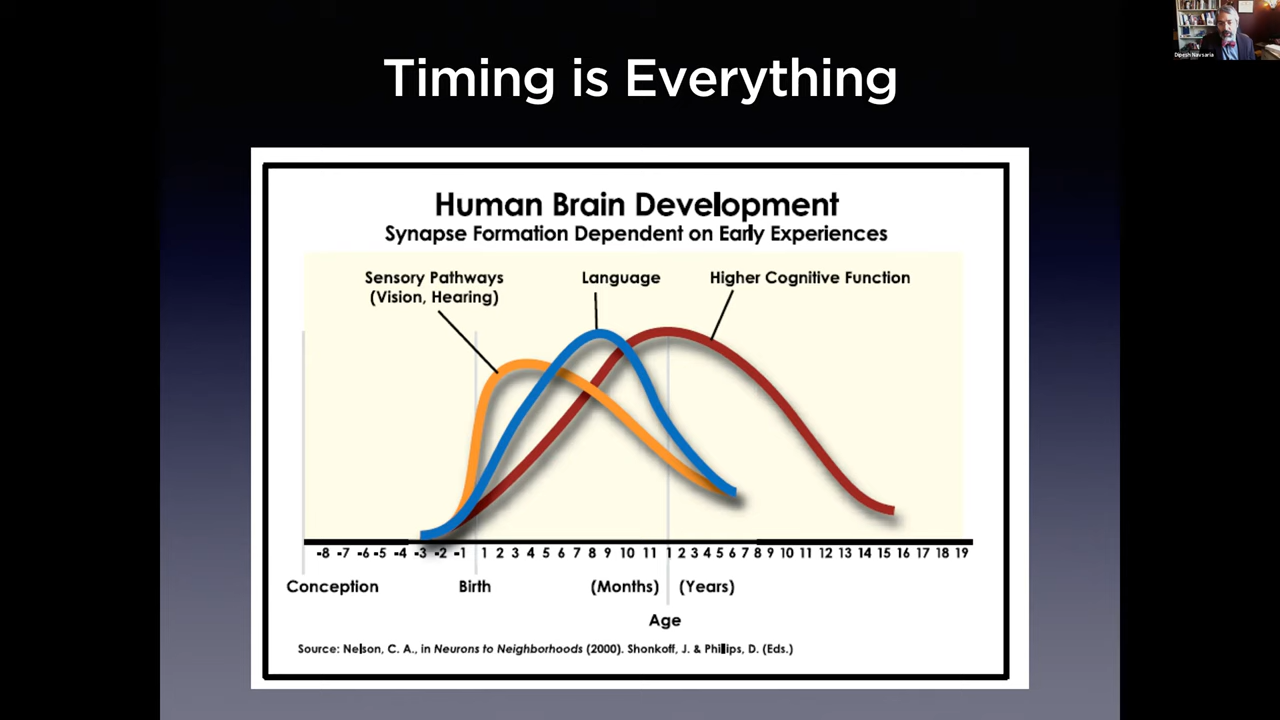 Timing is Everything
Dipesh Navsaria
Human Brain Development
Synapse Formation Dependent on Early Experiences
Sensory Pathways
(Vision, Hearing)
Language
Higher Cognitive Function
-8 -7 -6 -5 -4 -3 -2 -1 1 2 3 4 5 6 7 8 9 10 11 1 2 3 4 5 6 7 8 9 10 11 12 13 14 15 16 17 18 19
Conception Birth (Months) (Years)
Age
Source: Nelson, C. A., in Neurons to Neighborhoods (2000). Shonkoff, J. & Phillips, D. (Eds.)